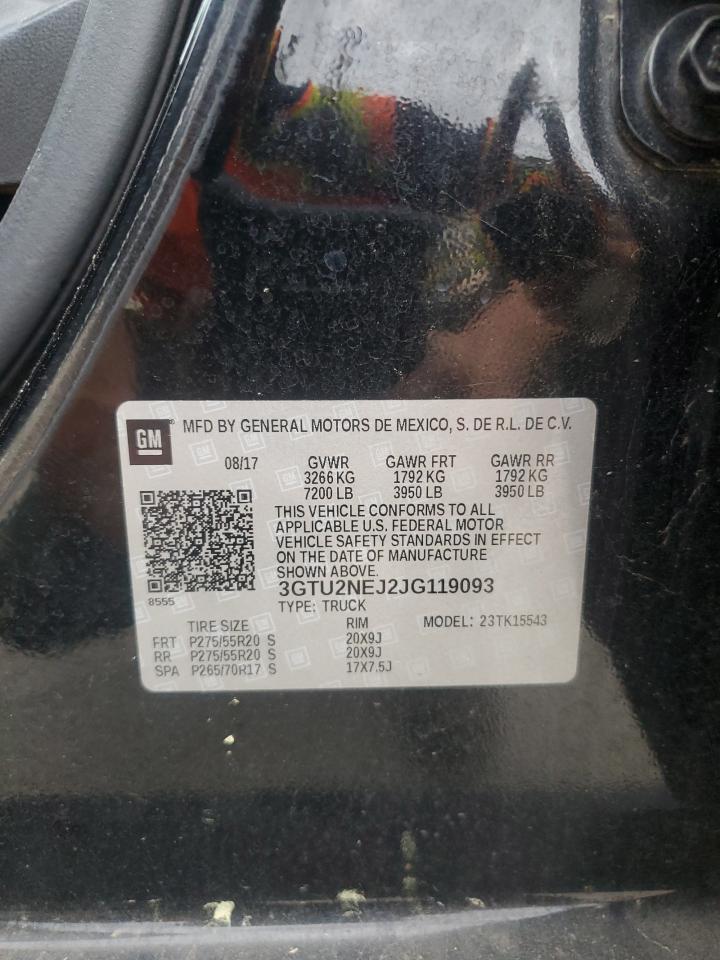 GM
MFD BY GENERAL MOTORS DE MEXICO, S. DE R.L. DE C.V.
08/17 GVWR GAWR FRT GAWR RR
3266 KG 1792 KG 1792 KG
7200 LB 3950 LB 3950 LB
THIS VEHICLE CONFORMS TO ALL
APPLICABLE U.S. FEDERAL MOTOR
VEHICLE SAFETY STANDARDS IN EFFECT
ON THE DATE OF MANUFACTURE
SHOWN ABOVE.
8555
3GTU2NEJ2JG119093
TYPE: TRUCK
MODEL: 23TK15543
TIRE SIZE RIM
FRT P275/55R20 S 20X9J
RR P275/55R20 S 20X9J
SPA P265/70R17 S 17X7.5J